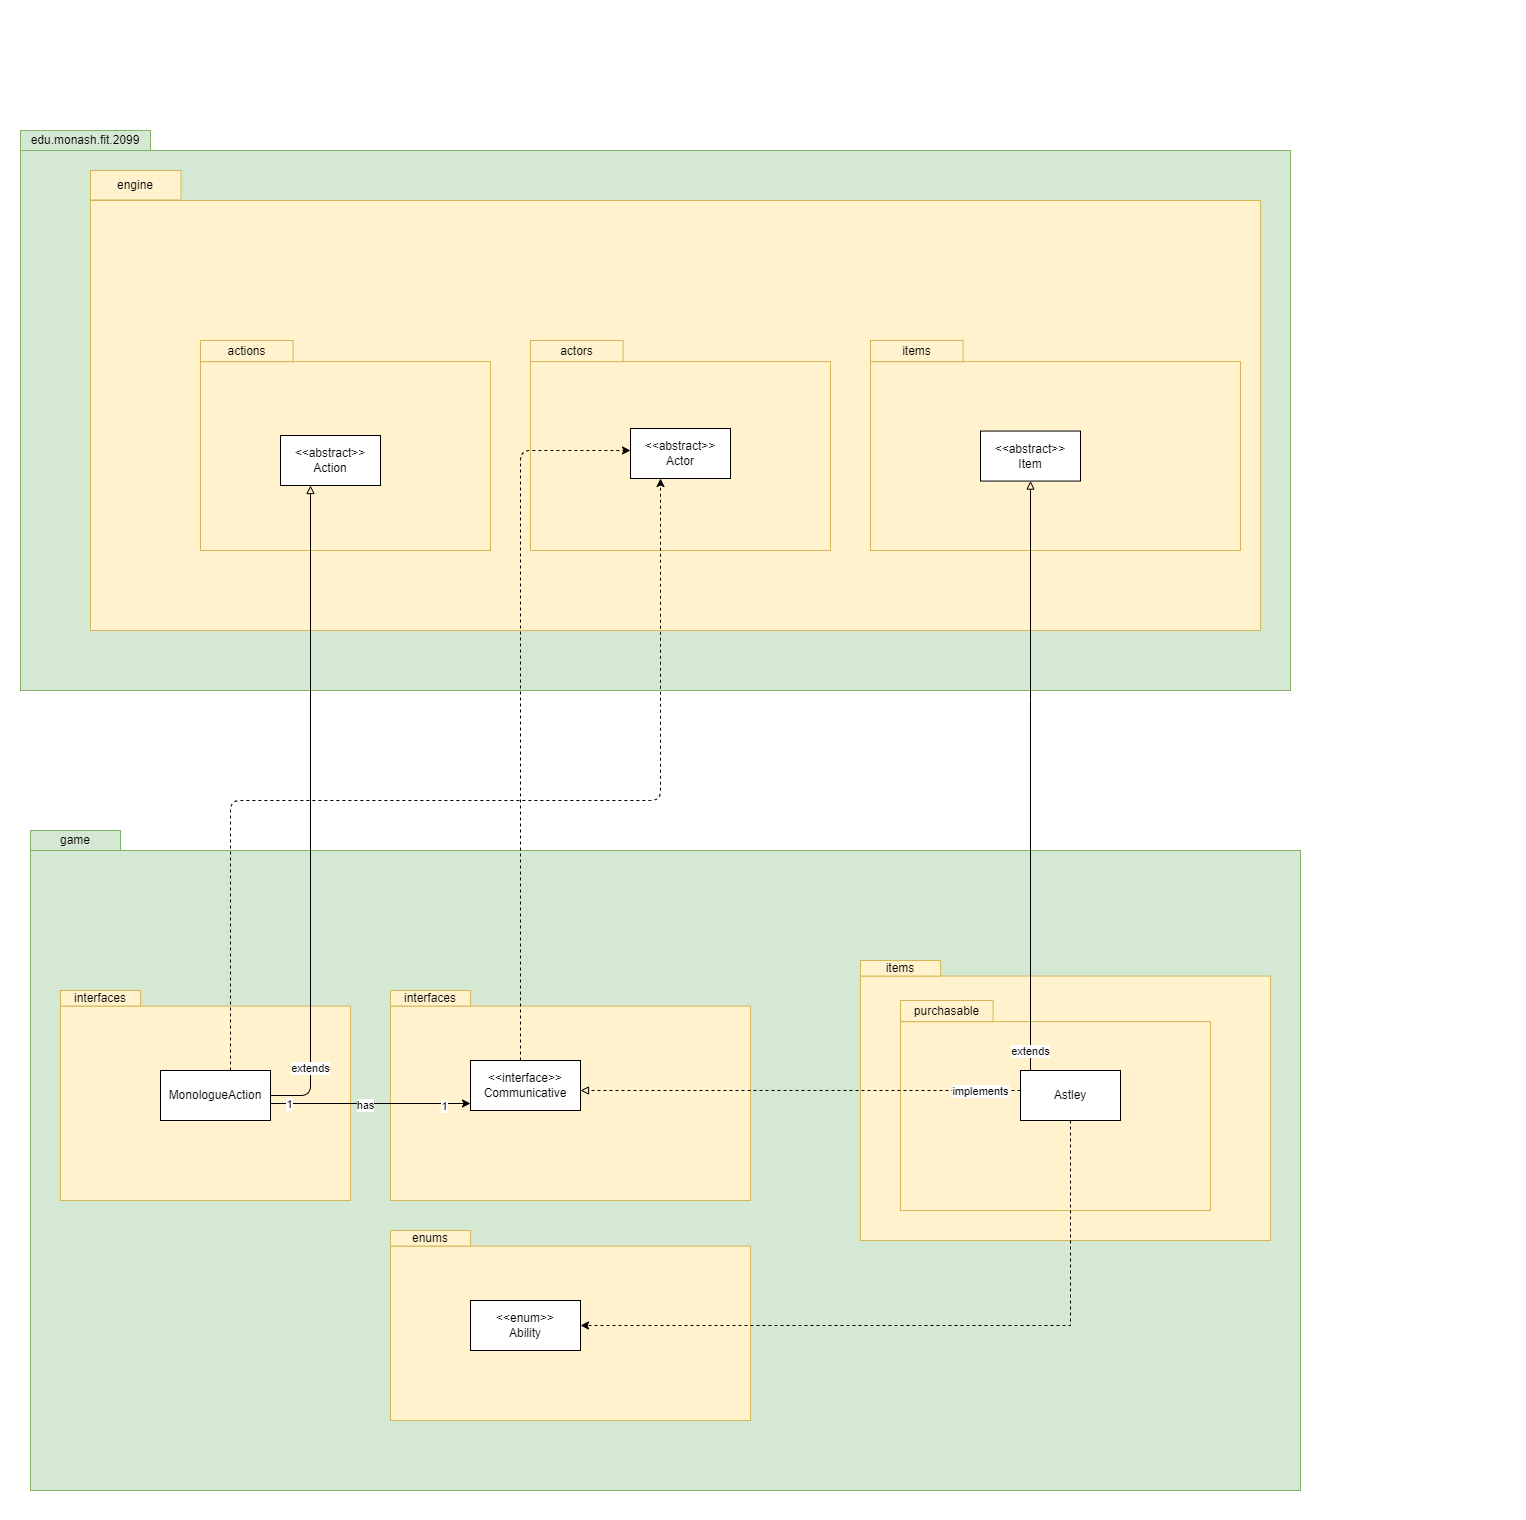 edu.monash.fit.2099
engine
actions
actors
items
<<abstract>>
Action
<<abstract>>
Actor
<<abstract>>
Item
game
interfaces
interfaces
items
purchasable
extends
extends
MonologueAction
1
has
1
<<interface>>
Communicative
implements
Astley
enums
<<enum>>
Ability